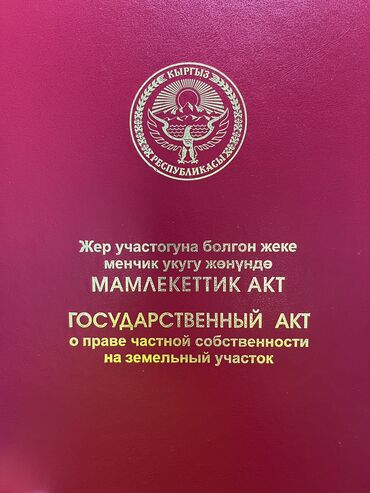 КЫРГЫЗ
РЕСПУБЛИКАСЫ
Жер участогуна болгон жеке
менчик укугу жөнүндө
МАМЛЕКЕТТИК АКТ
ГОСУДАРСТВЕННЫЙ АКТ
о праве частной собственности
на земельный участок